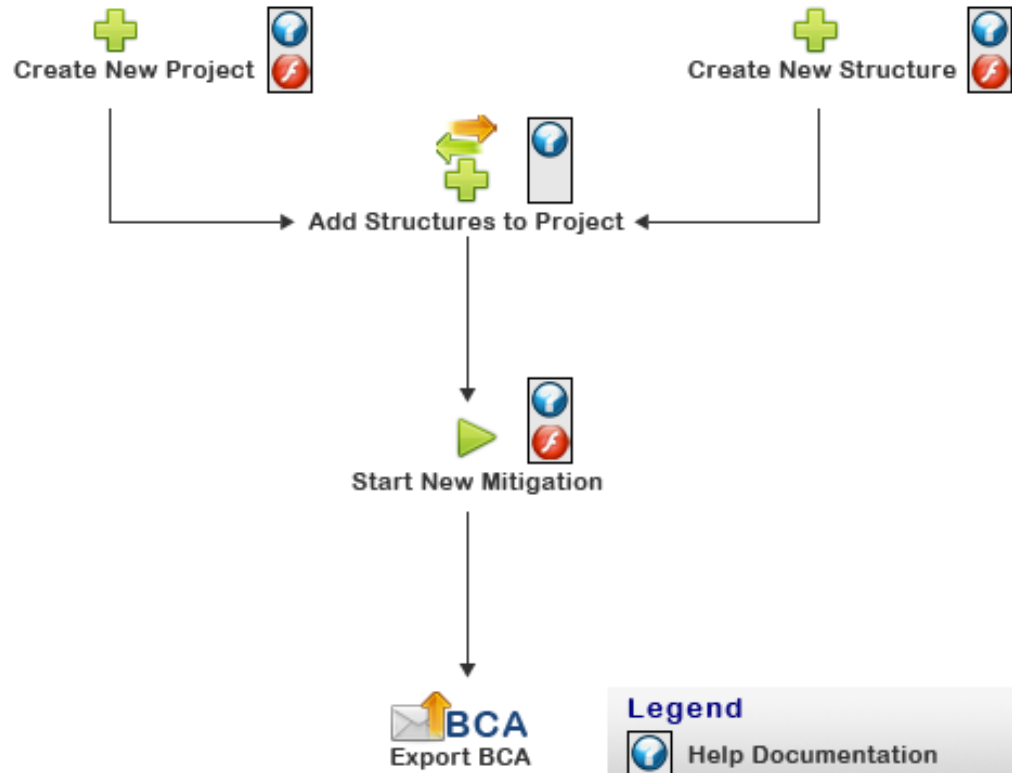 Create New Project
Create New Structure
Add Structures to Project
Start New Mitigation
BCA
Export BCA
Legend
Help Documentation